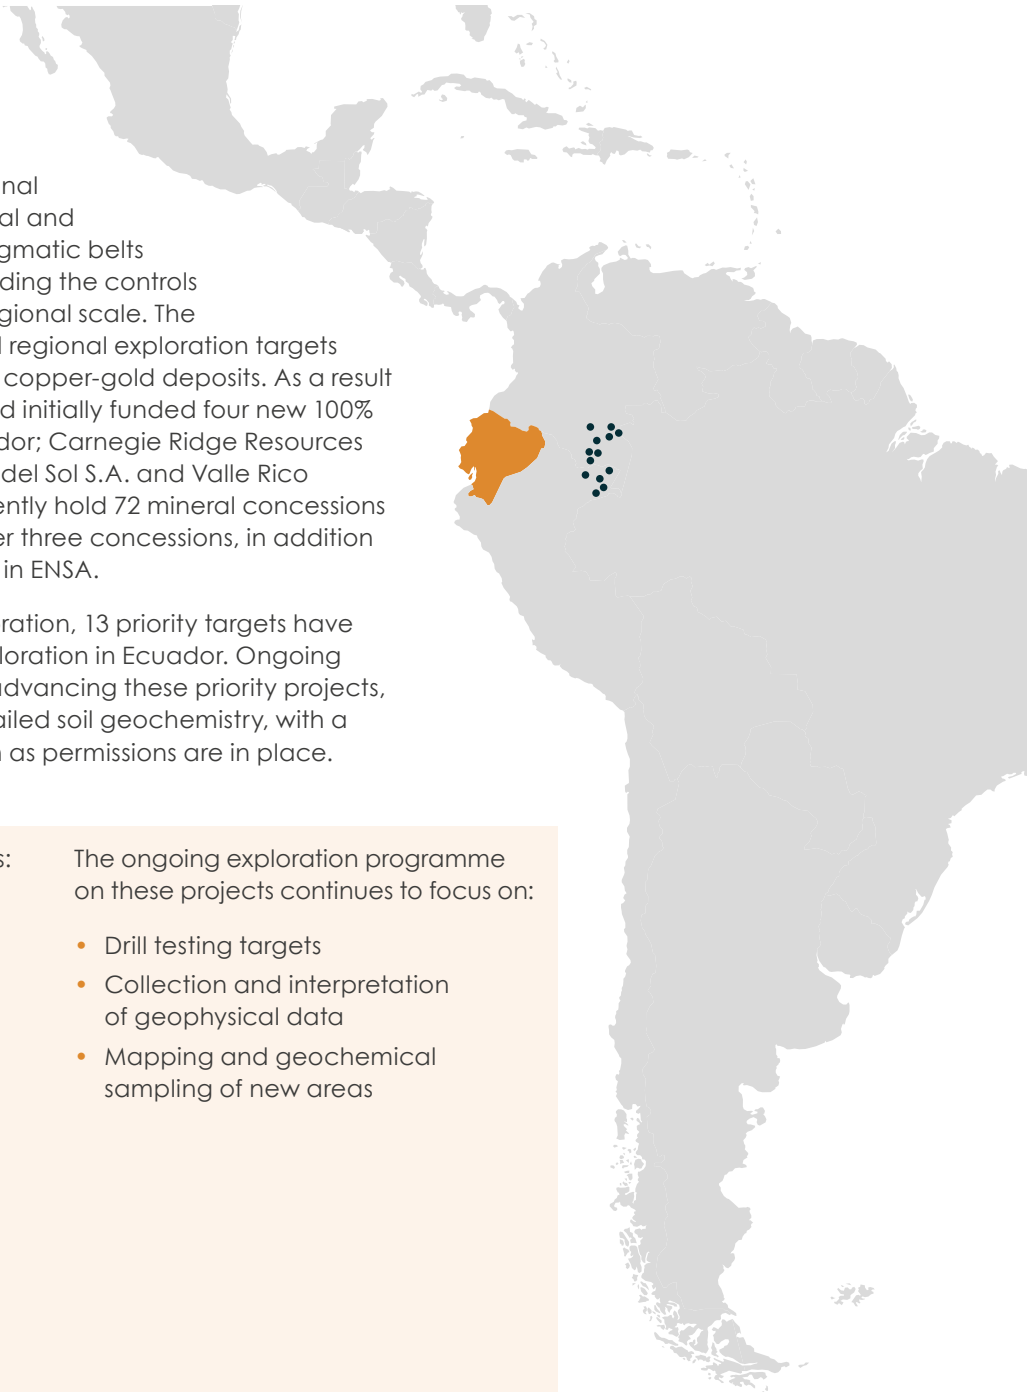 nal
al and
gmatic belts
ding the controls
gional scale. The
l regional exploration targets
copper-gold deposits. As a result
d initially funded four new 100%
dor; Carnegie Ridge Resources
del Sol S.A. and Valle Rico
ently hold 72 mineral concessions
er three concessions, in addition
in ENSA.
ration, 13 priority targets have
loration in Ecuador. Ongoing
advancing these priority projects,
ailed soil geochemistry, with a
n as permissions are in place.
s:
The ongoing exploration programme
on these projects continues to focus on:
• Drill testing targets
• Collection and interpretation
of geophysical data
• Mapping and geochemical
sampling of new areas